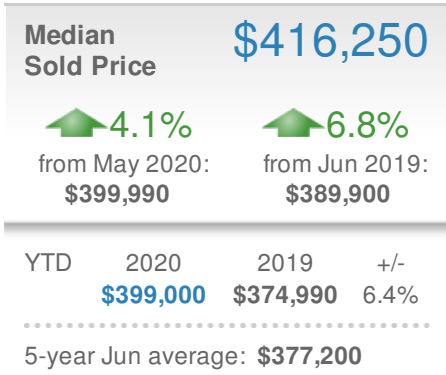 Median
Sold Price
$416,250
4.1% 6.8%
from May 2020: from Jun 2019:
$399,990 $389,900
YTD 2020 2019 +/-
$399,000 $374,990 6.4%
5-year Jun average: $377,200